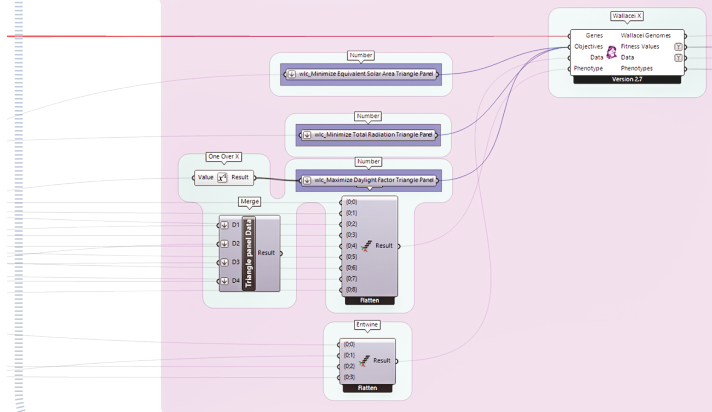 Wallacei X
Genes Wallacei Genomes
Objectives Fitness Values
Data Data
Phenotype Phenotypes
Version 2.7
Number
wlc_Minimize Equivalent Solar Area Triangle Panel
Number
wlc_Minimize Total Radiation Triangle Panel
One Over X
Value Result
Number
wlc_Maximize Daylight Factor Triangle Panel
Merge
D1
D2
D3
D4
Triangle panel Data
Result
{0;0}
{0;1}
{0;2}
{0;3}
{0;4}
{0;5}
{0;6}
{0;7}
{0;8}
Result
Flatten
Entwine
{0;0}
{0;1}
{0;2}
{0;3}
Result
Flatten